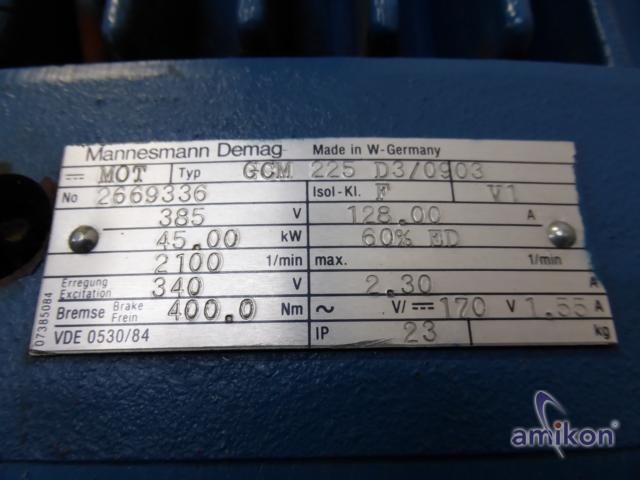 Mannesmann Demag Made in W-Germany
⎓ MOT Typ GCM 225 D3/0903
No 2669336 Isol-Kl. F V1
385 V 128.00 A
45.00 kW 60% ED
2100 1/min max. 1/min
Erregung Excitation 340 V 2.30 A
Bremse Brake Frein 400.0 Nm ~ V/⎓ 170 V 1.55 A
VDE 0530/84 IP 23 kg
07385084
amikon®